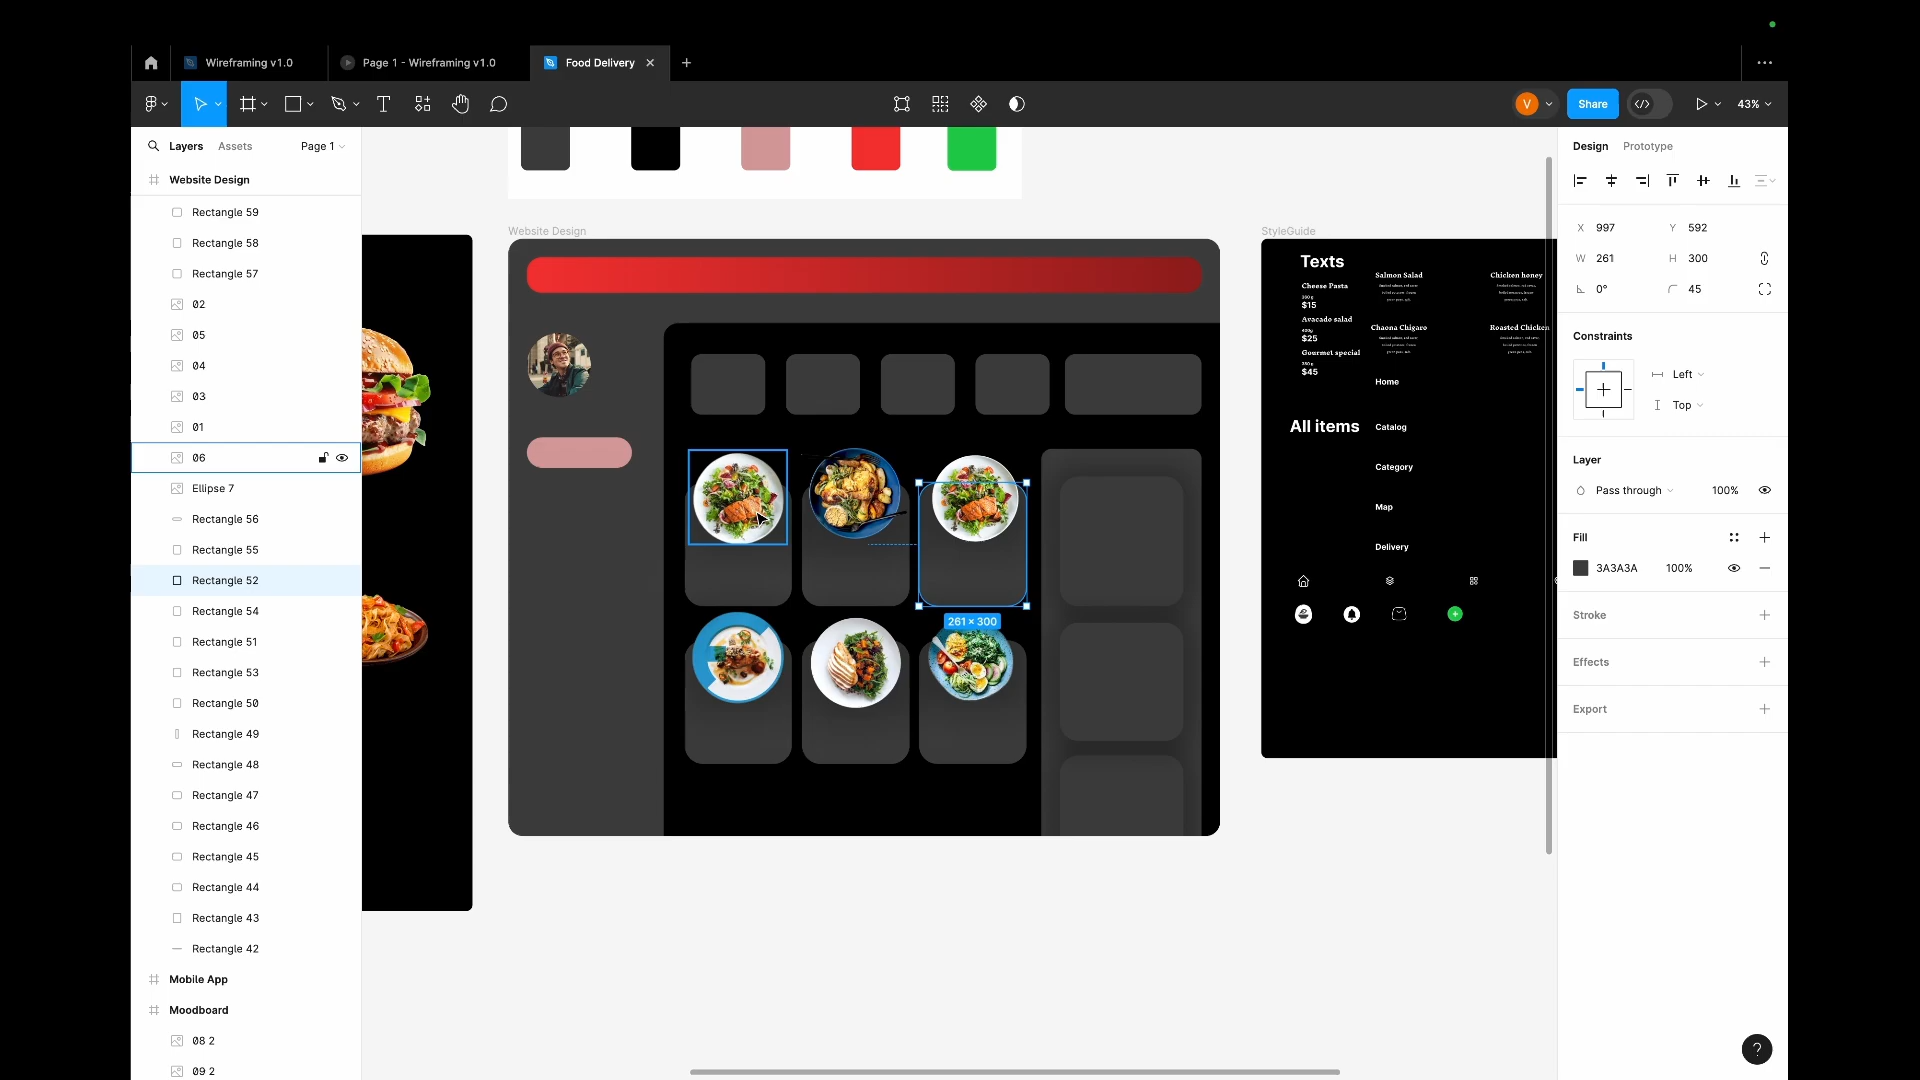 Wireframing v1.0
Page 1 - Wireframing v1.0
Food Delivery
V
Share
43%
Layers
Assets
Page 1
Website Design
Rectangle 59
Rectangle 58
Rectangle 57
02
05
04
03
01
06
Ellipse 7
Rectangle 56
Rectangle 55
Rectangle 52
Rectangle 54
Rectangle 51
Rectangle 53
Rectangle 50
Rectangle 49
Rectangle 48
Rectangle 47
Rectangle 46
Rectangle 45
Rectangle 44
Rectangle 43
Rectangle 42
Mobile App
Moodboard
08 2
09 2
Website Design
261 × 300
StyleGuide
Texts
Cheese Pasta
$15
Avacado salad
$25
Gourmet special
$45
Salmon Salad
Chicken honey
Chaona Chigaro
Roasted Chicken
Home
All items
Catalog
Category
Map
Delivery
Design
Prototype
X 997
Y 592
W 261
H 300
0°
45
Constraints
Left
Top
Layer
Pass through
100%
Fill
3A3A3A
100%
Stroke
Effects
Export
?